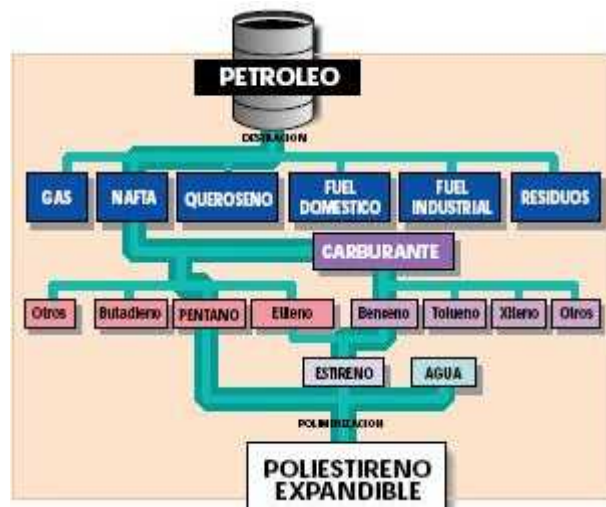 PETROLEO
DESTILACION
GAS
NAFTA
QUEROSENO
FUEL
DOMESTICO
FUEL
INDUSTRIAL
RESIDUOS
CARBURANTE
Otros
Butadieno
PENTANO
Etileno
Benseno
Tolueno
Xileno
Otros
ESTIRENO
AGUA
POLIMERIZACION
POLIESTIRENO
EXPANDIBLE